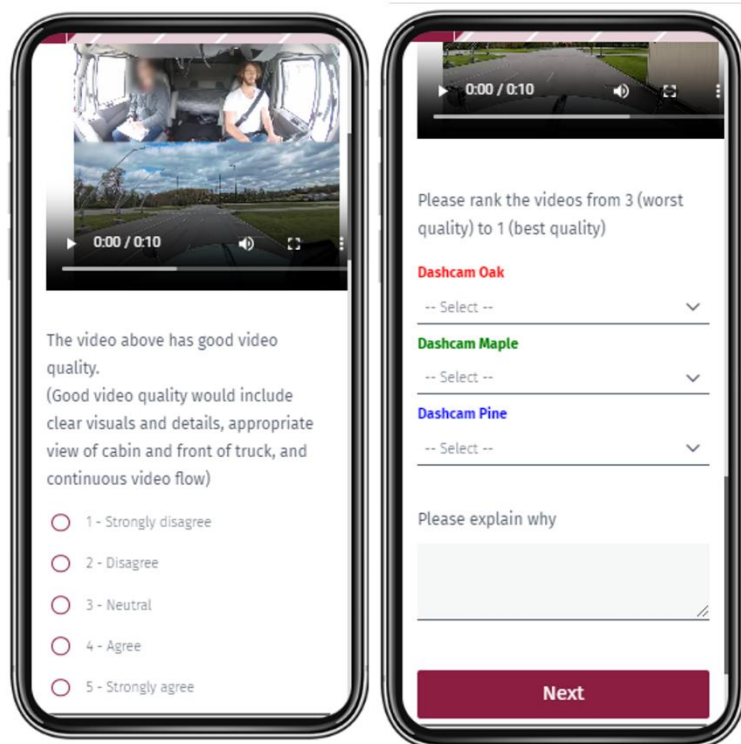 0:00 / 0:10
The video above has good video
quality.
(Good video quality would include
clear visuals and details, appropriate
view of cabin and front of truck, and
continuous video flow)
1 - Strongly disagree
2 - Disagree
3 - Neutral
4 - Agree
5 - Strongly agree
0:00 / 0:10
Please rank the videos from 3 (worst
quality) to 1 (best quality)
Dashcam Oak
-- Select --
Dashcam Maple
-- Select --
Dashcam Pine
-- Select --
Please explain why
Next